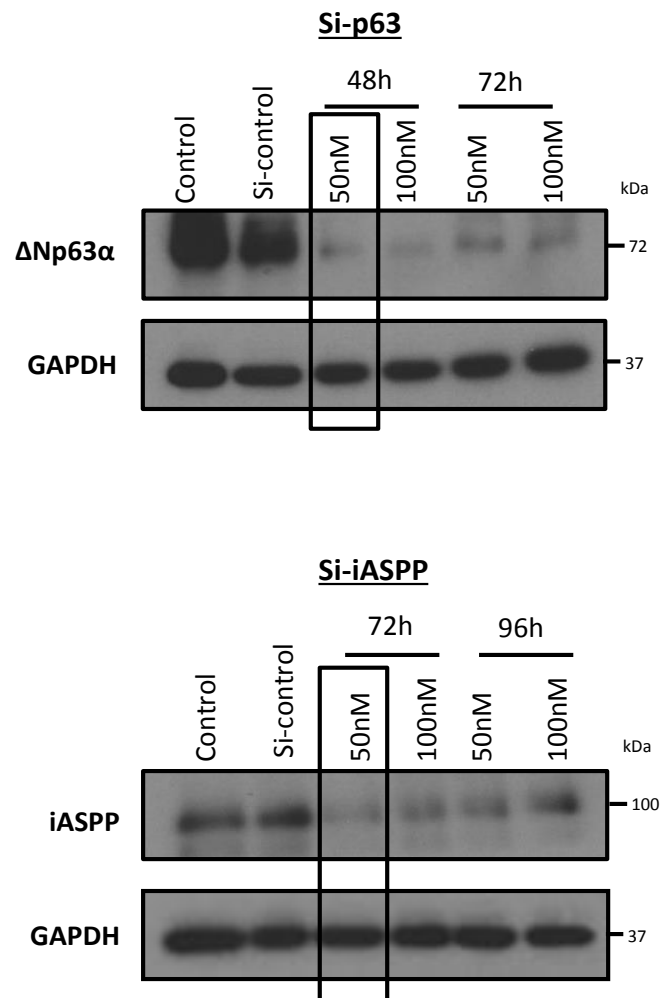 Si-p63
48h 72h
Control Si-control 50nM 100nM 50nM 100nM
kDa
ΔNp63α 72
GAPDH 37
Si-iASPP
72h 96h
Control Si-control 50nM 100nM 50nM 100nM
kDa
iASPP 100
GAPDH 37